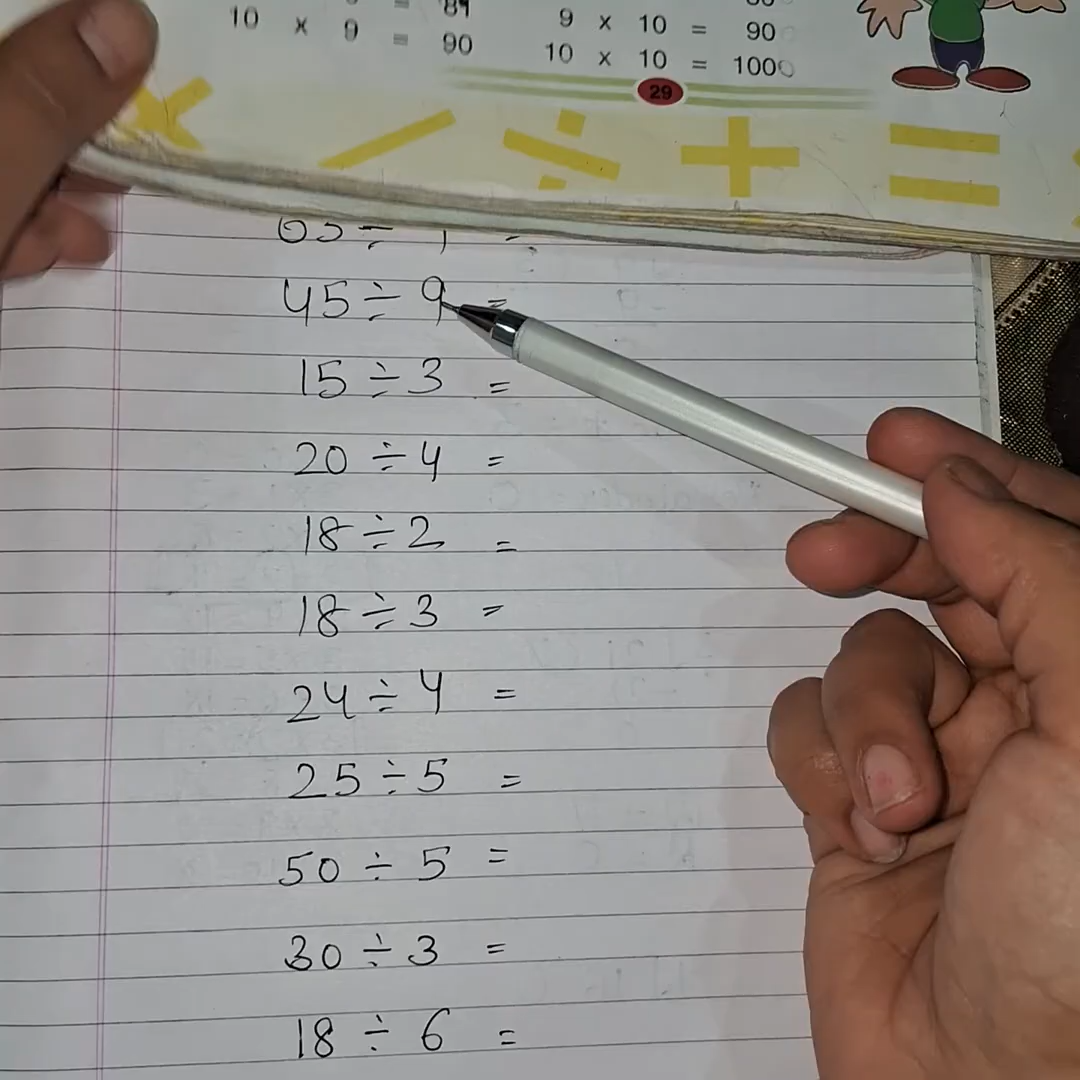 = 81
10 x 9 = 90
9 x 10 = 90
10 x 10 = 100
29
45 ÷ 9 =
15 ÷ 3 =
20 ÷ 4 =
18 ÷ 2 =
18 ÷ 3 =
24 ÷ 4 =
25 ÷ 5 =
50 ÷ 5 =
30 ÷ 3 =
18 ÷ 6 =